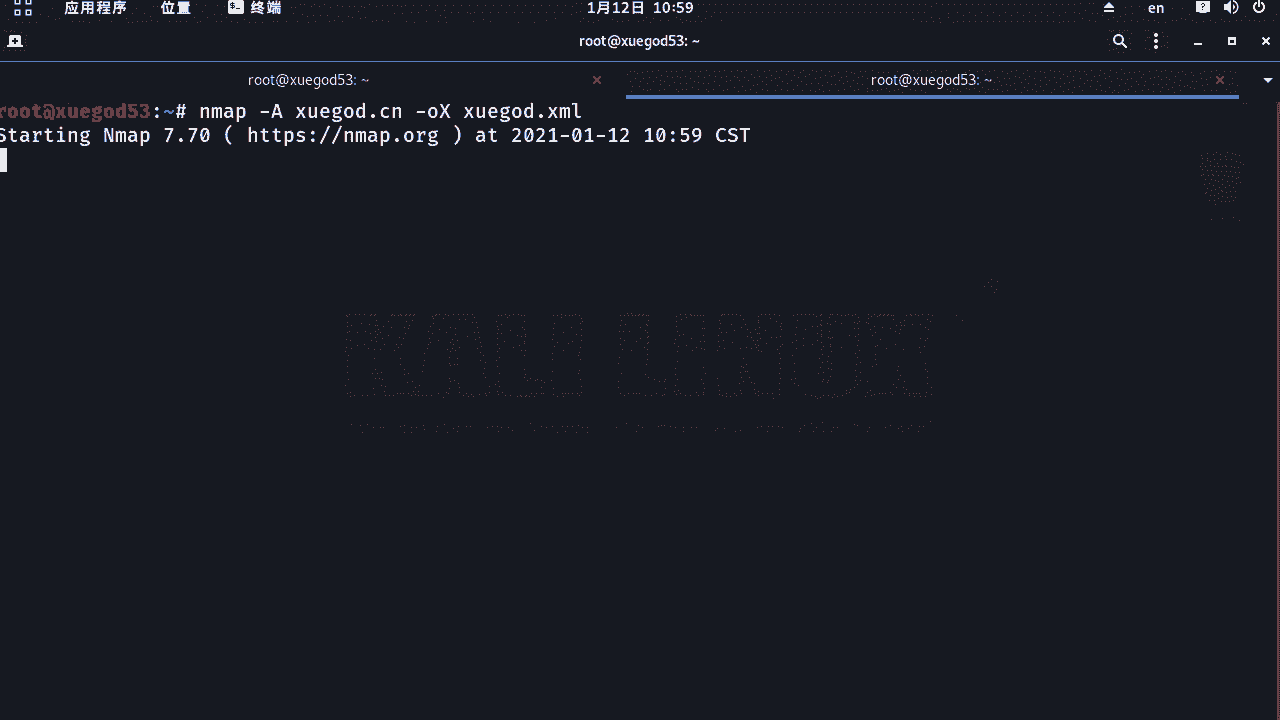 应用程序 位置 终端 1月12日 10:59 en
root@xuegod53: ~
root@xuegod53: ~ root@xuegod53: ~
root@xuegod53:~# nmap -A xuegod.cn -oX xuegod.xml
Starting Nmap 7.70 ( https://nmap.org ) at 2021-01-12 10:59 CST
KALI LINUX